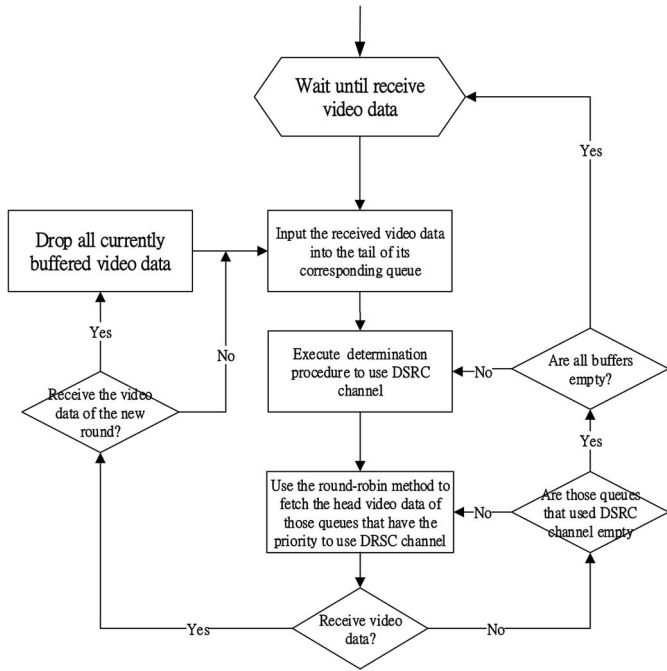 Wait until receive
video data
Yes
Drop all currently
buffered video data
Input the received video data
into the tail of its
corresponding queue
Yes
No
Execute determination
procedure to use DSRC
channel
No
Are all buffers
empty?
Receive the video
data of the new
round?
Yes
Use the round-robin method to
fetch the head video data of
those queues that have the
priority to use DRSC channel
No
Are those queues
that used DSRC
channel empty
Yes
Receive video
data?
No